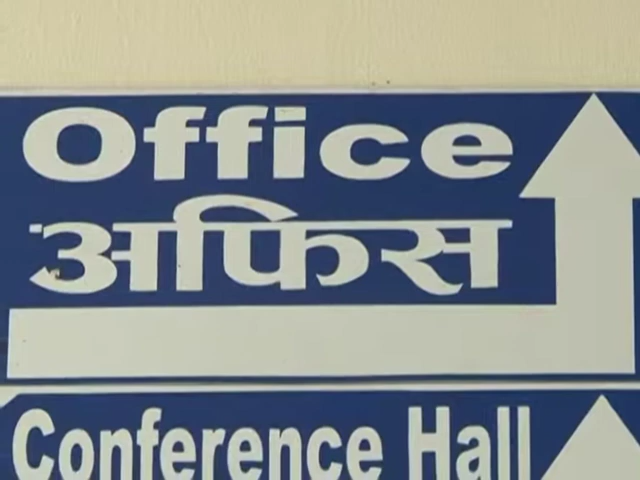 Office
अफिस
Conference Hall